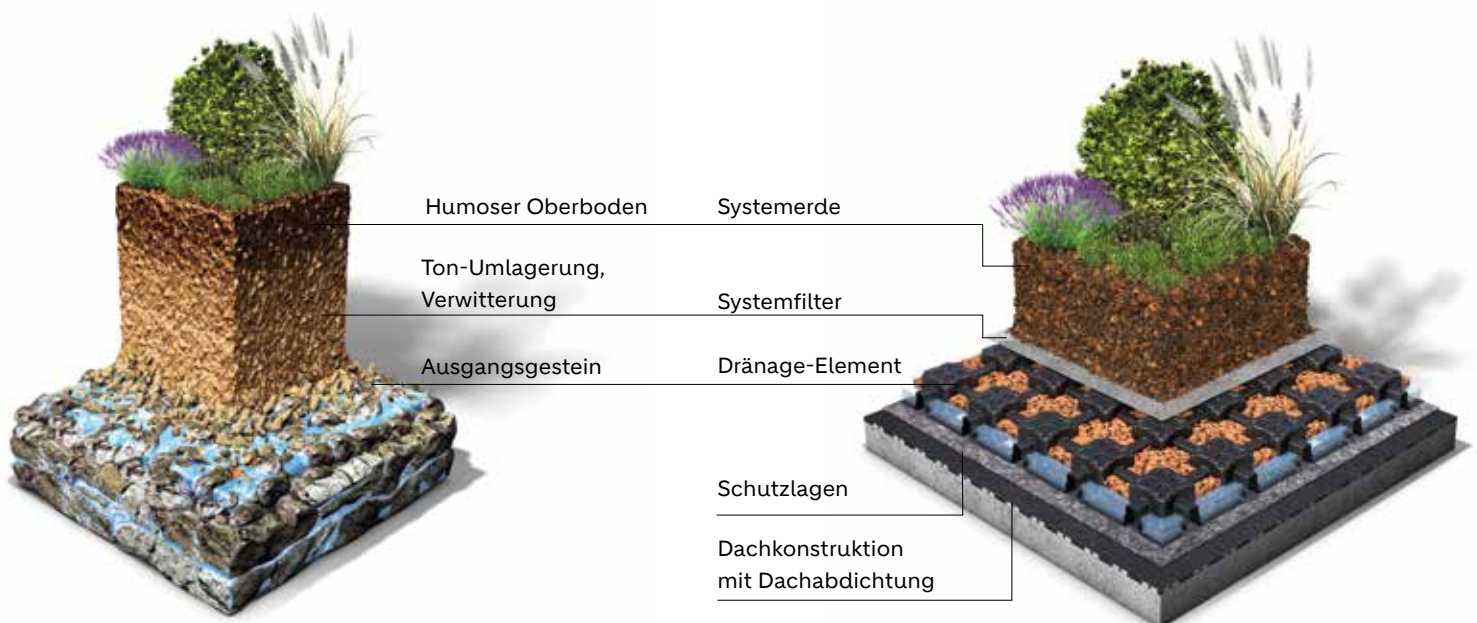 Humoser Oberboden
Systemerde
Ton-Umlagerung,
Verwitterung
Systemfilter
Ausgangsgestein
Dränage-Element
Schutzlagen
Dachkonstruktion
mit Dachabdichtung